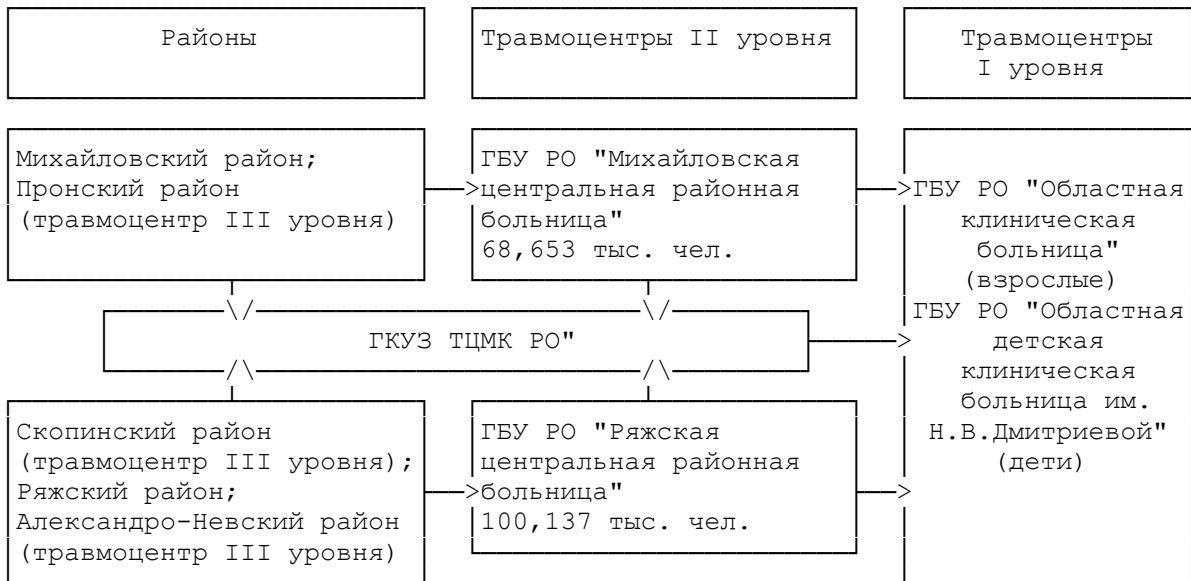 Районы
Травмоцентры II уровня
Травмоцентры
I уровня
Михайловский район;
Пронский район
(травмоцентр III уровня)
ГБУ РО "Михайловская
центральная районная
больница"
68,653 тыс. чел.
ГБУ РО "Областная
клиническая
больница"
(взрослые)
ГБУ РО "Областная
детская
клиническая
больница им.
Н.В.Дмитриевой"
(дети)
ГКУЗ ТЦМК РО"
Скопинский район
(травмоцентр III уровня);
Ряжский район;
Александро-Невский район
(травмоцентр III уровня)
ГБУ РО "Ряжская
центральная районная
больница"
100,137 тыс. чел.